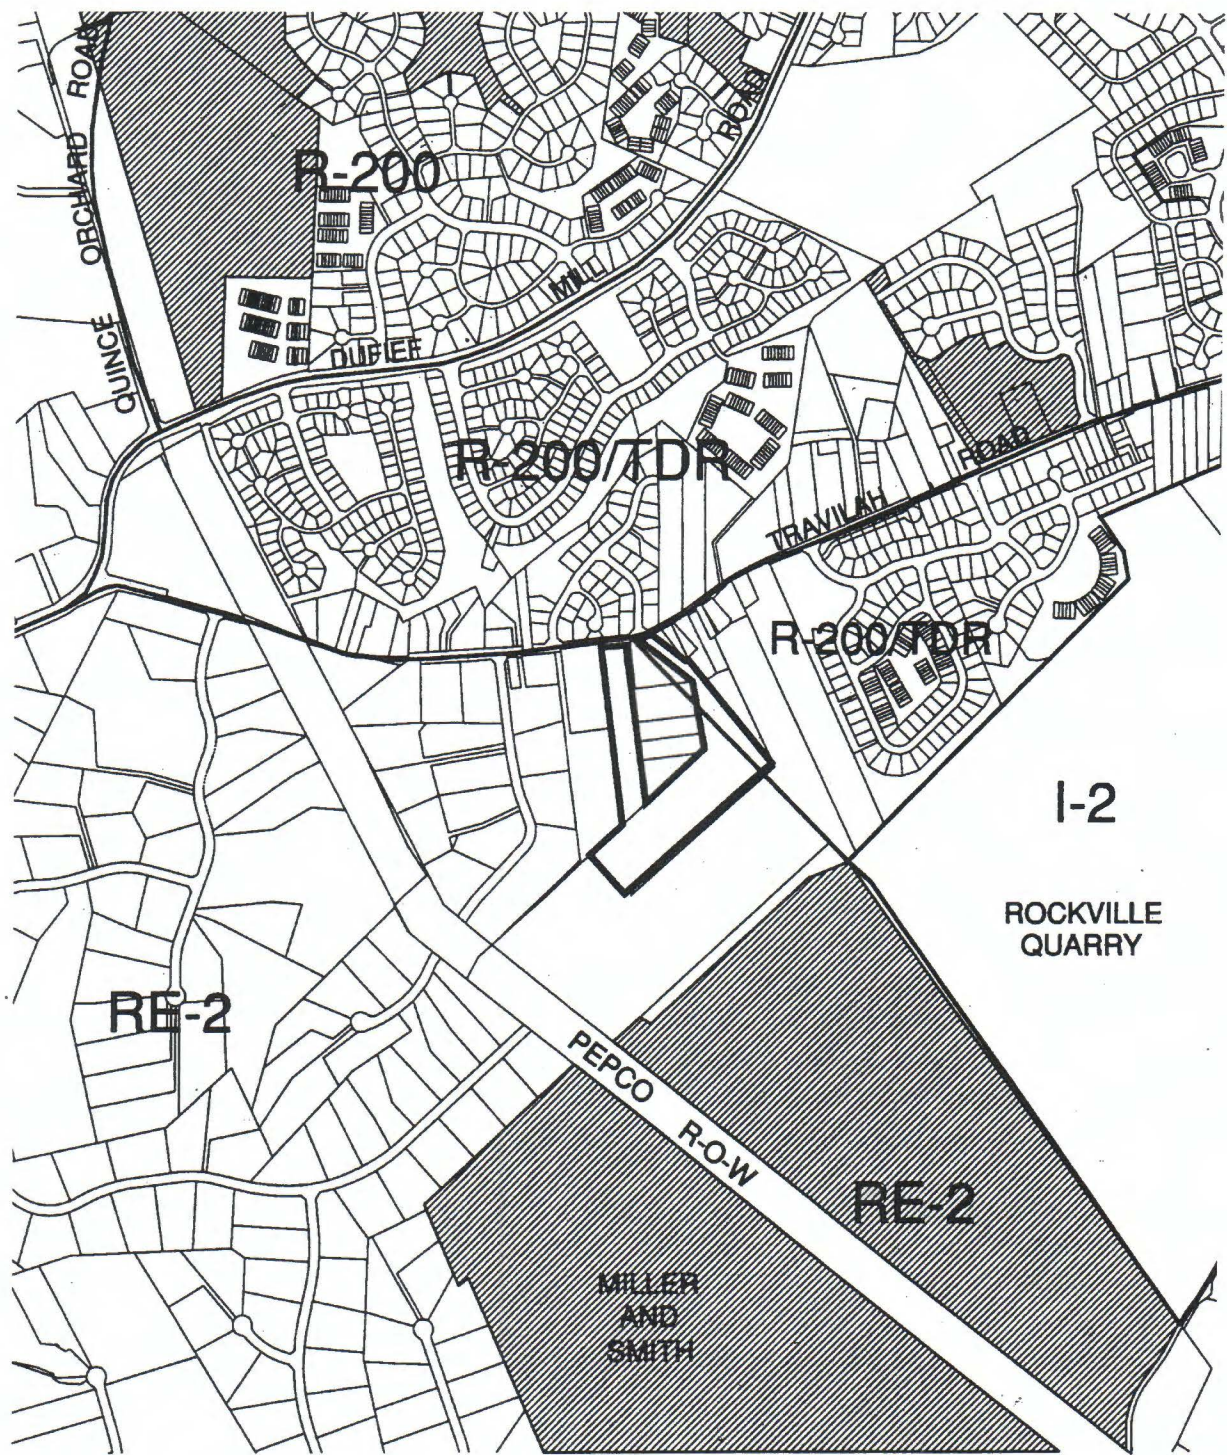 QUINCE ORCHARD ROAD
R-200
DUFIEF MILL ROAD
R-200/TDR
TRAVILAH ROAD
R-200/TDR
I-2
ROCKVILLE
QUARRY
RE-2
PEPCO R-O-W
RE-2
MILLER
AND
SMITH